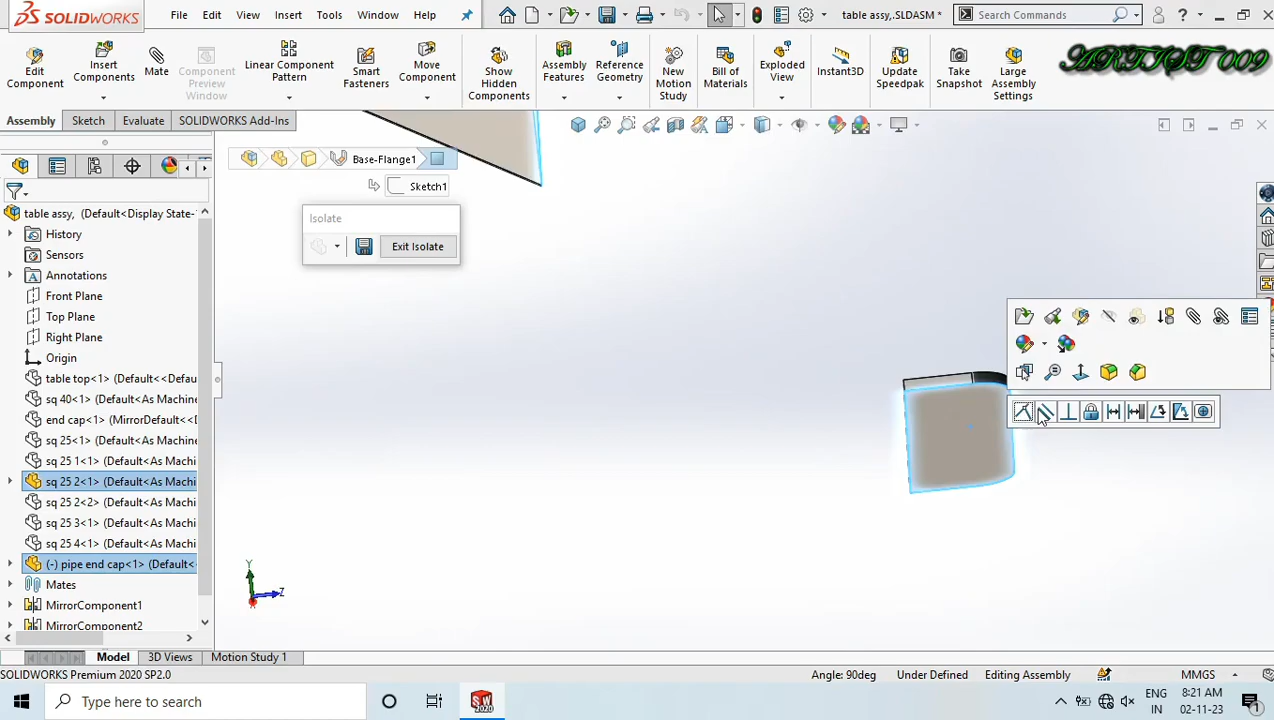 SOLIDWORKS File Edit View Insert Tools Window Help table assy,.SLDASM * Search Commands ?
Edit Component
Insert Components
Mate
Component Preview Window
Linear Component Pattern
Smart Fasteners
Move Component
Show Hidden Components
Assembly Features
Reference Geometry
New Motion Study
Bill of Materials
Exploded View
Instant3D
Update Speedpak
Take Snapshot
Large Assembly Settings
ARTIST 009
Assembly Sketch Evaluate SOLIDWORKS Add-Ins
Base-Flange1
Sketch1
Isolate
Exit Isolate
table assy, (Default<Display State-
History
Sensors
Annotations
Front Plane
Top Plane
Right Plane
Origin
table top<1> (Default<<Defau
sq 40<1> (Default<As Machi
end cap<1> (MirrorDefault<
sq 25<1> (Default<As Machin
sq 25 1<1> (Default<As Machi
sq 25 2<1> (Default<As Machi
sq 25 2<2> (Default<As Machi
sq 25 3<1> (Default<As Machi
sq 25 4<1> (Default<As Machi
(-) pipe end cap<1> (Default<
Mates
MirrorComponent1
MirrorComponent2
Y
Z
X
Model 3D Views Motion Study 1
SOLIDWORKS Premium 2020 SP2.0 Angle: 90deg Under Defined Editing Assembly MMGS
Type here to search
SW
2020
ENG
IN
8:21 AM
02-11-23
1